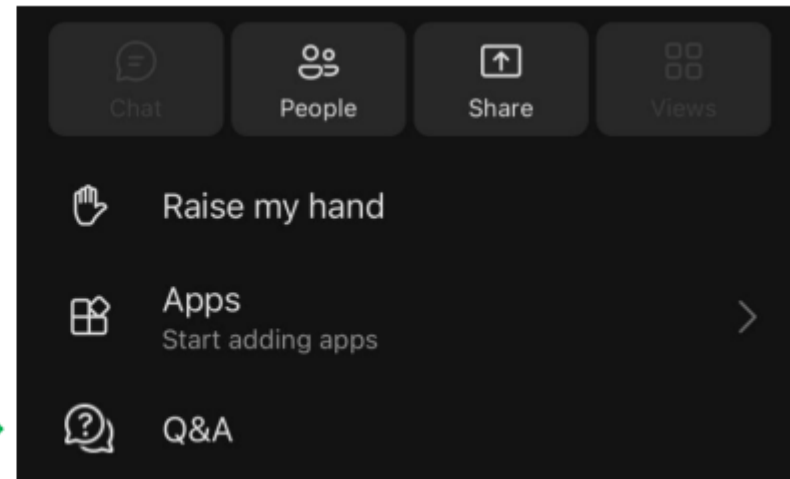 Chat People Share Views
Raise my hand
Apps
Start adding apps
Q&A